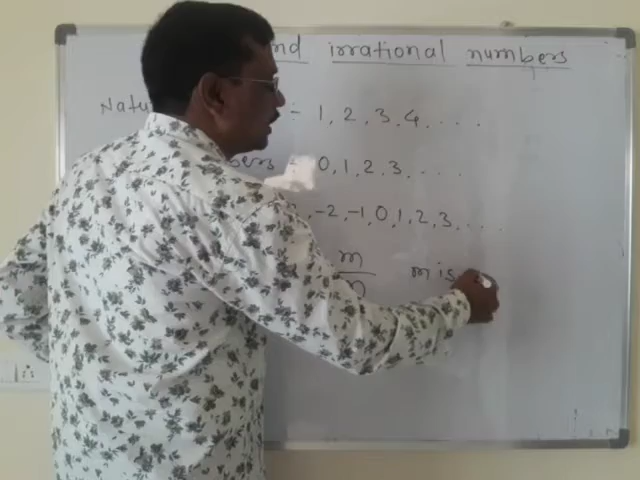 nd irrational numbers
Natu - 1, 2, 3, 4, . . . .
bers - 0, 1, 2, 3, . . . .
, -2, -1, 0, 1, 2, 3, . . . .
m/n m is